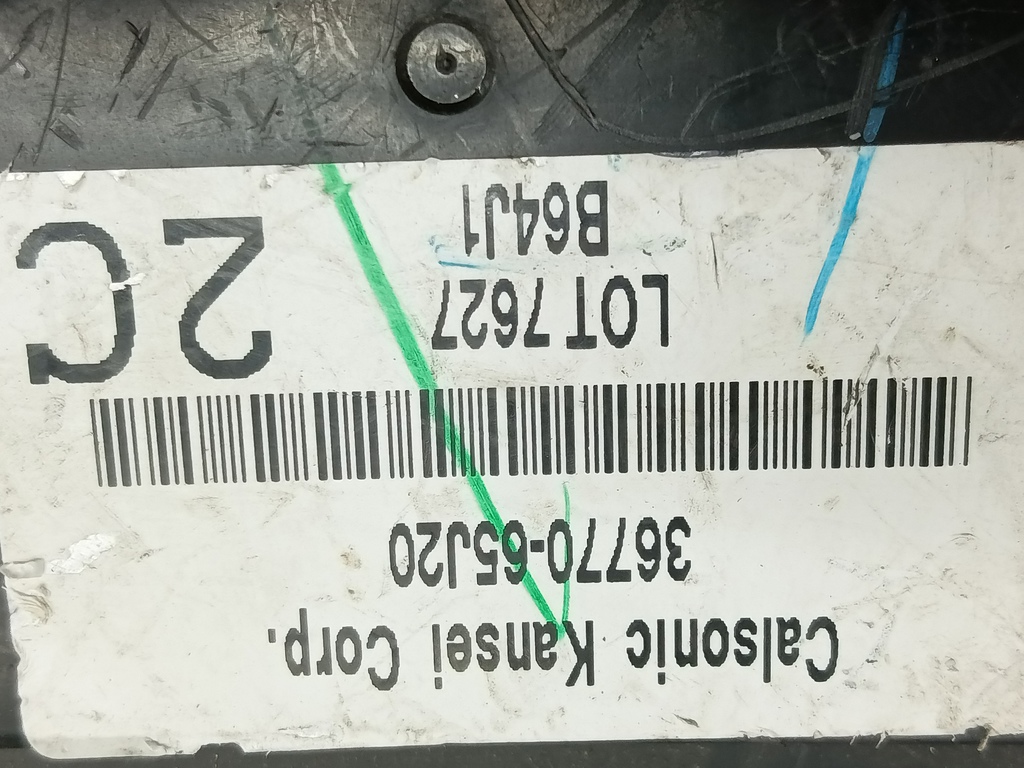 Calsonic Kansei Corp.
36770-65J20
LOT 7627
B64J1
2C